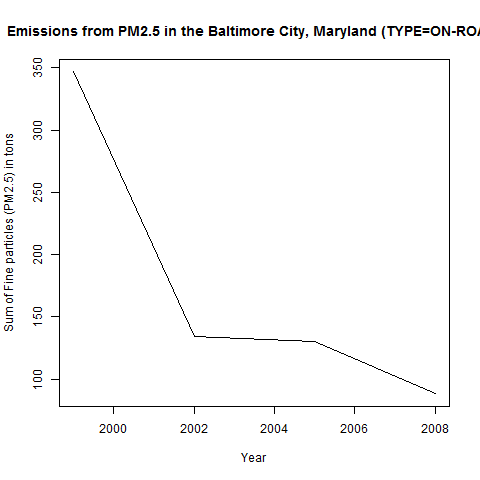 Emissions from PM2.5 in the Baltimore City, Maryland (TYPE=ON-ROA
Sum of Fine particles (PM2.5) in tons
350
300
250
200
150
100
2000 2002 2004 2006 2008
Year